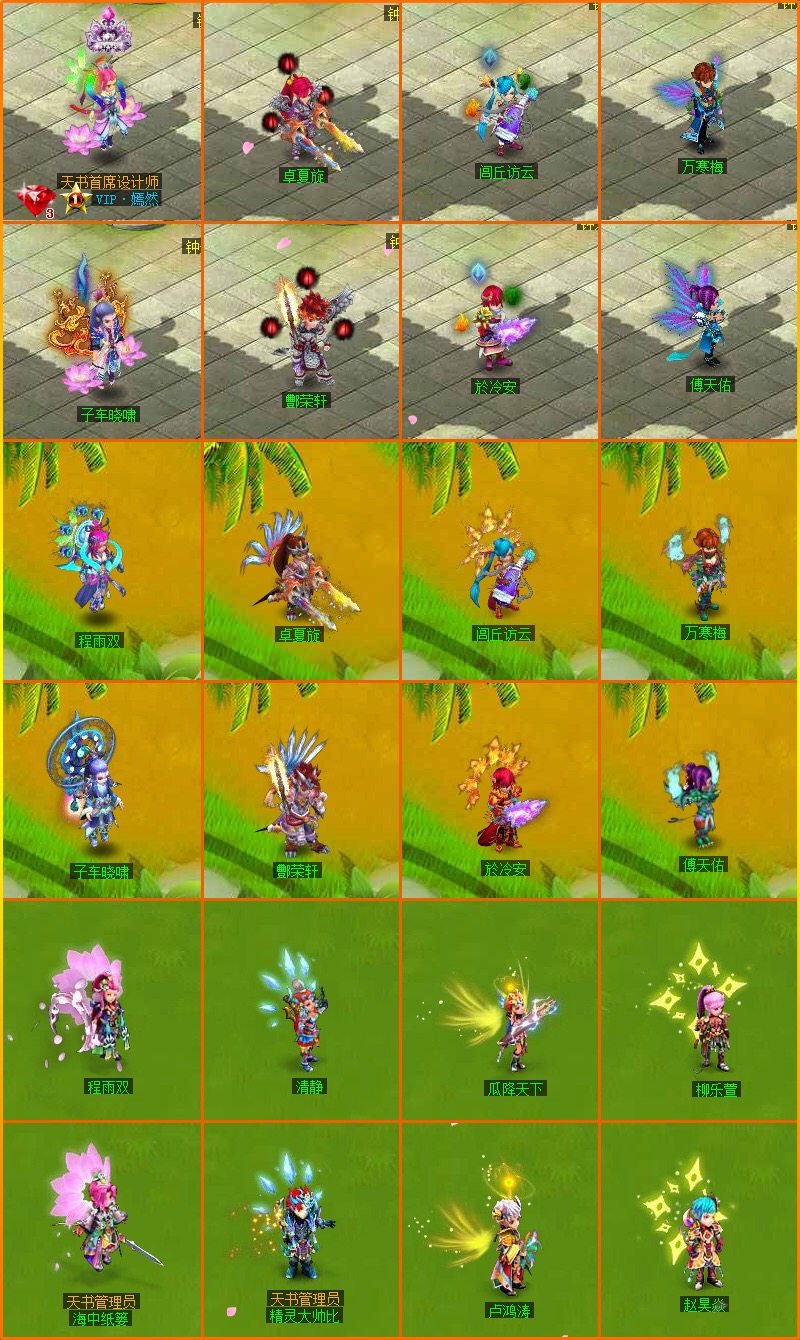 天书首席设计师
3
1
VIP·嫣然
卓夏旋
闾丘访云
万寒梅
钟
子车晓啸
酆荣轩
於冷安
傅天佑
程雨双
卓夏旋
闾丘访云
万寒梅
子车晓啸
酆荣轩
於冷安
傅天佑
程雨双
清静
瓜降天下
柳乐萱
天书管理员
海中纸篓
天书管理员
精灵太帅比
卢鸿涛
赵昊焱